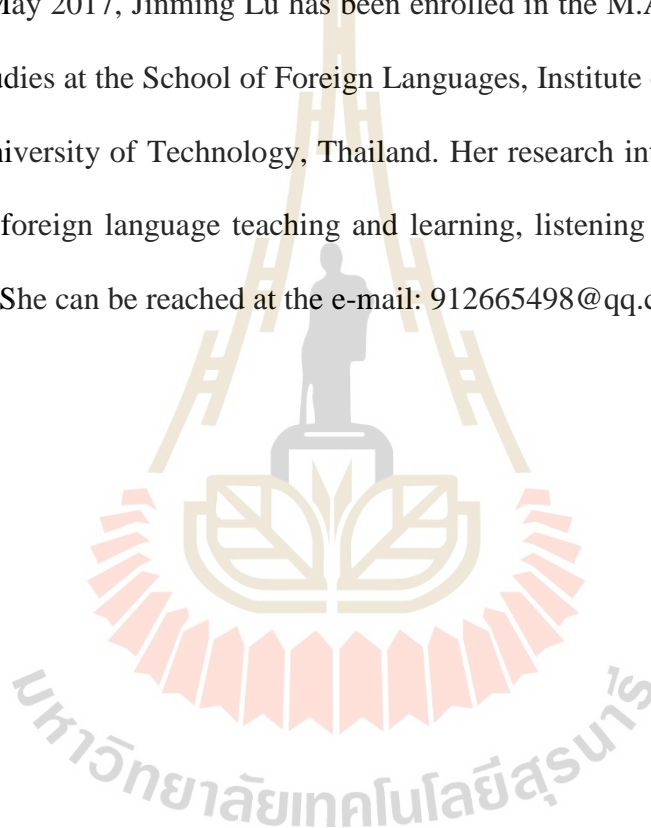 May 2017, Jinming Lu has been enrolled in the M.A
udies at the School of Foreign Languages, Institute
niversity of Technology, Thailand. Her research in
foreign language teaching and learning, listening
She can be reached at the e-mail: 912665498@qq.c
มหาวิทยาลัยเทคโนโลยีสุรนารี